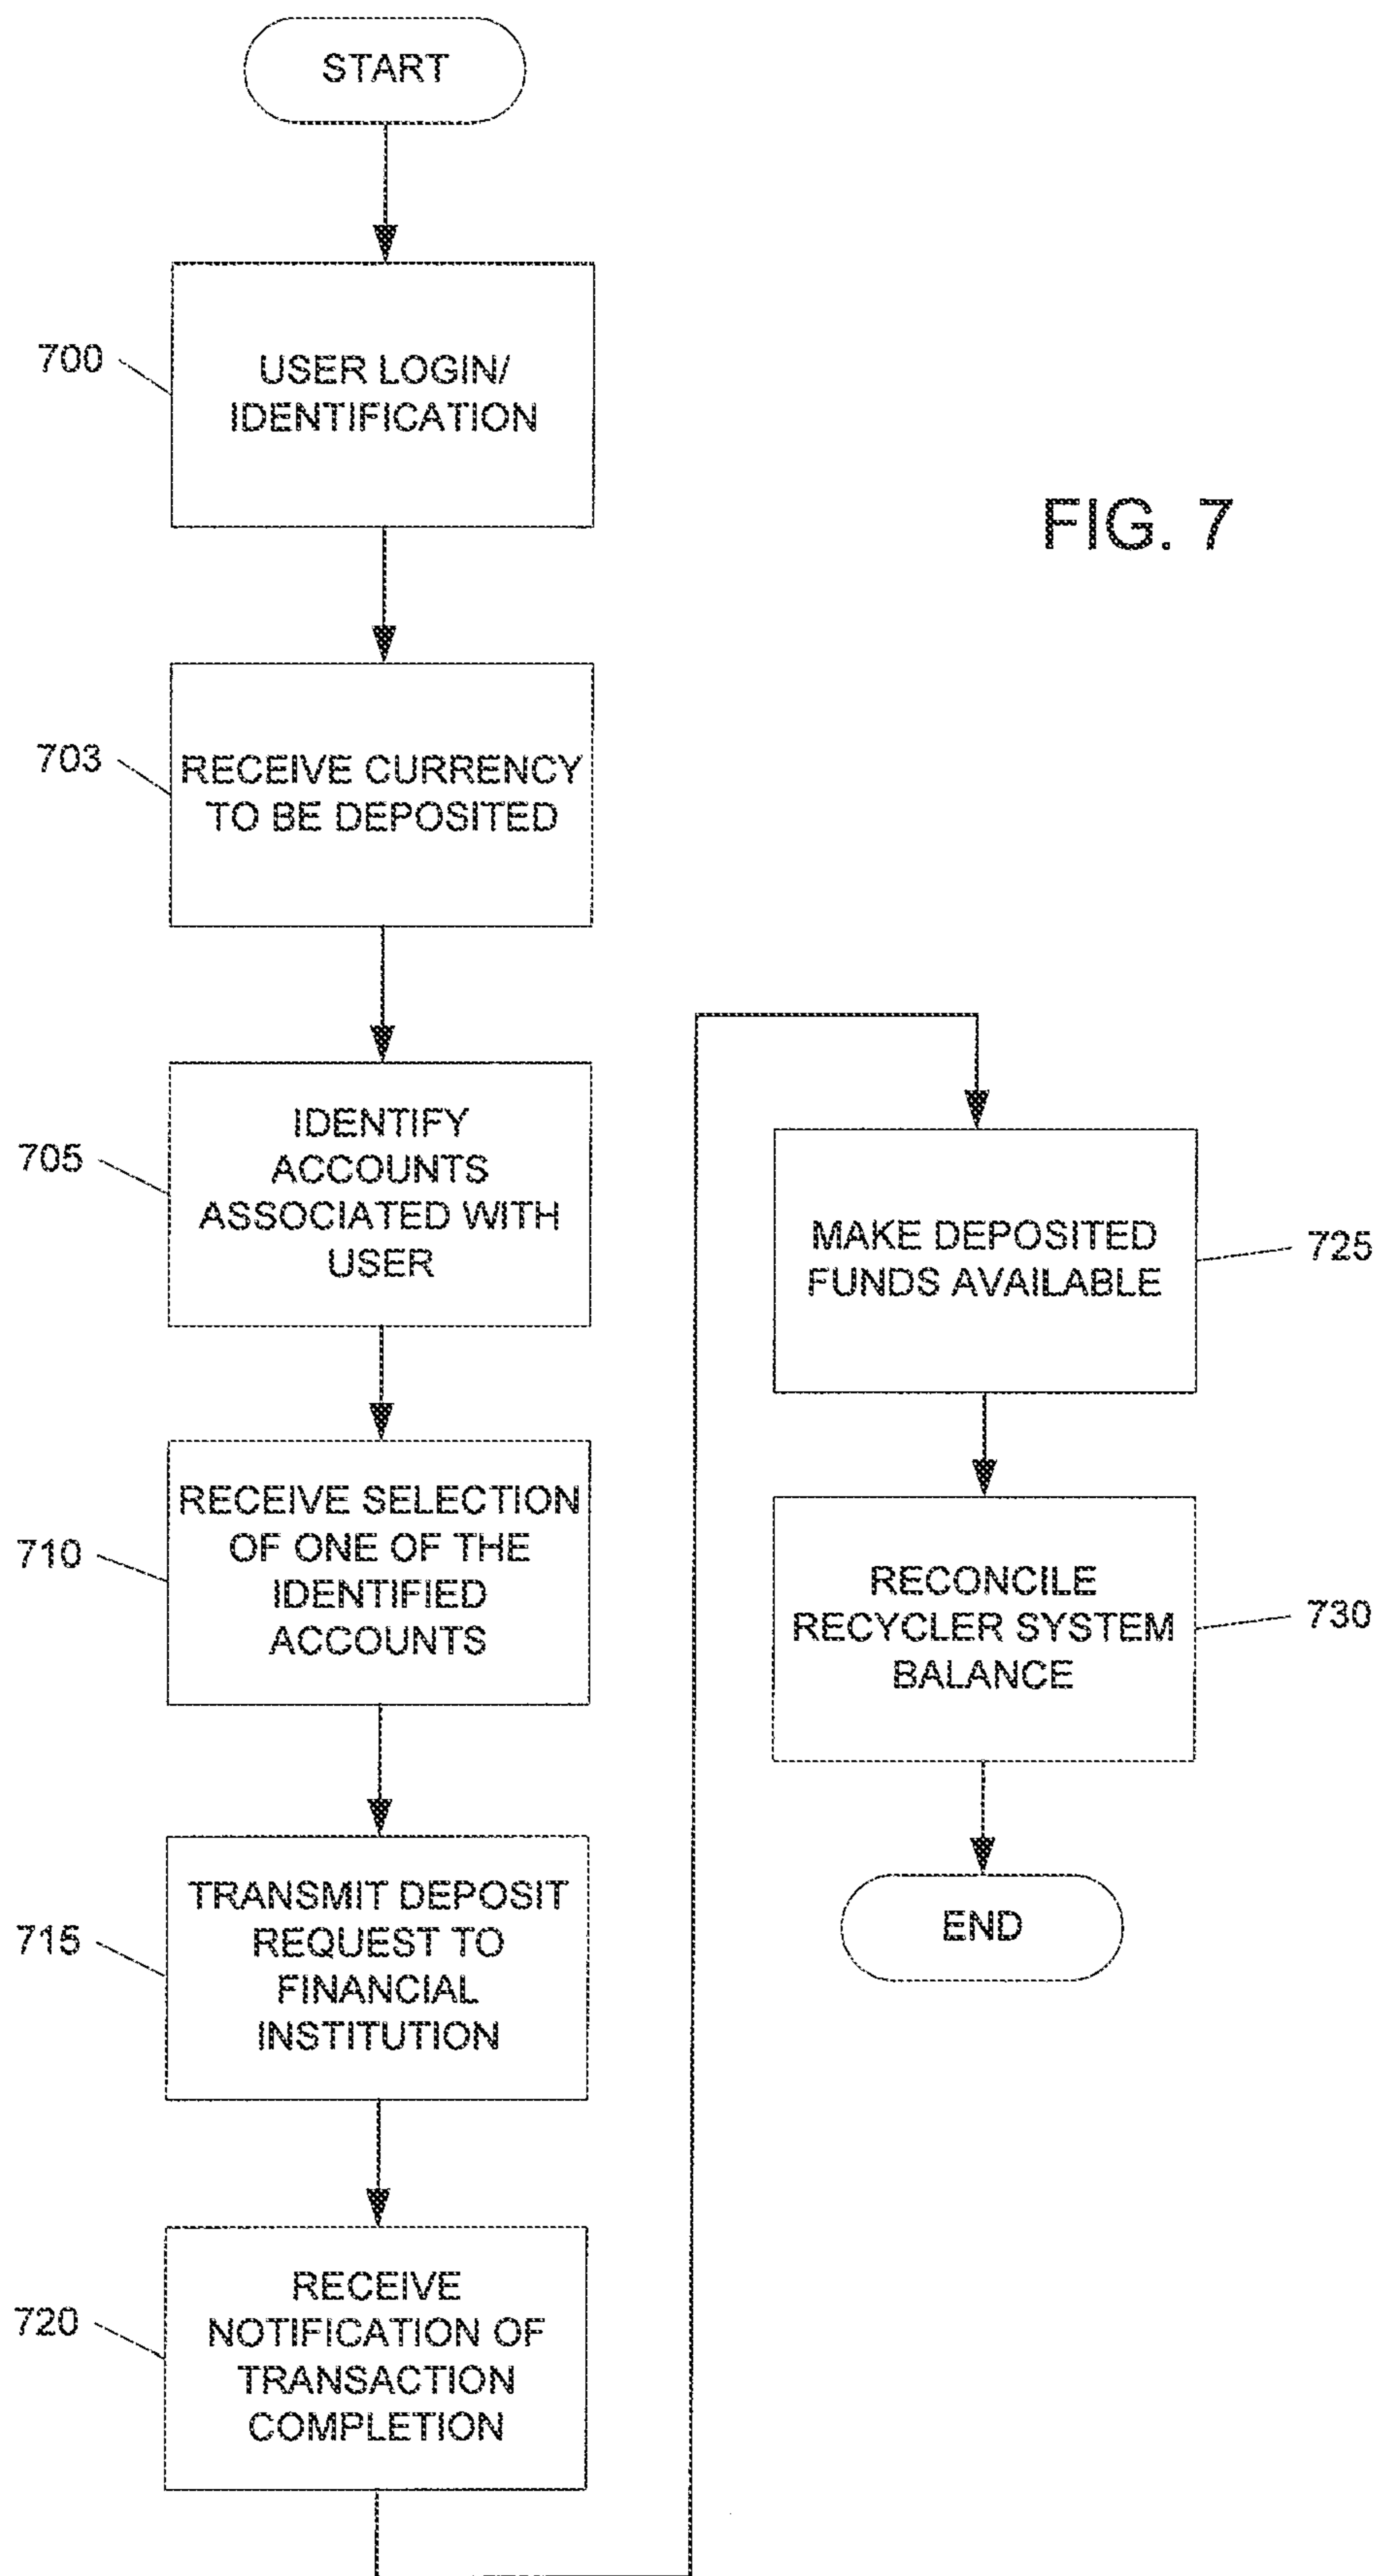 START
700
USER LOGIN/
IDENTIFICATION
FIG. 7
703
RECEIVE CURRENCY
TO BE DEPOSITED
705
IDENTIFY
ACCOUNTS
ASSOCIATED WITH
USER
710
RECEIVE SELECTION
OF ONE OF THE
IDENTIFIED
ACCOUNTS
715
TRANSMIT DEPOSIT
REQUEST TO
FINANCIAL
INSTITUTION
720
RECEIVE
NOTIFICATION OF
TRANSACTION
COMPLETION
MAKE DEPOSITED
FUNDS AVAILABLE
725
RECONCILE
RECYCLER SYSTEM
BALANCE
730
END